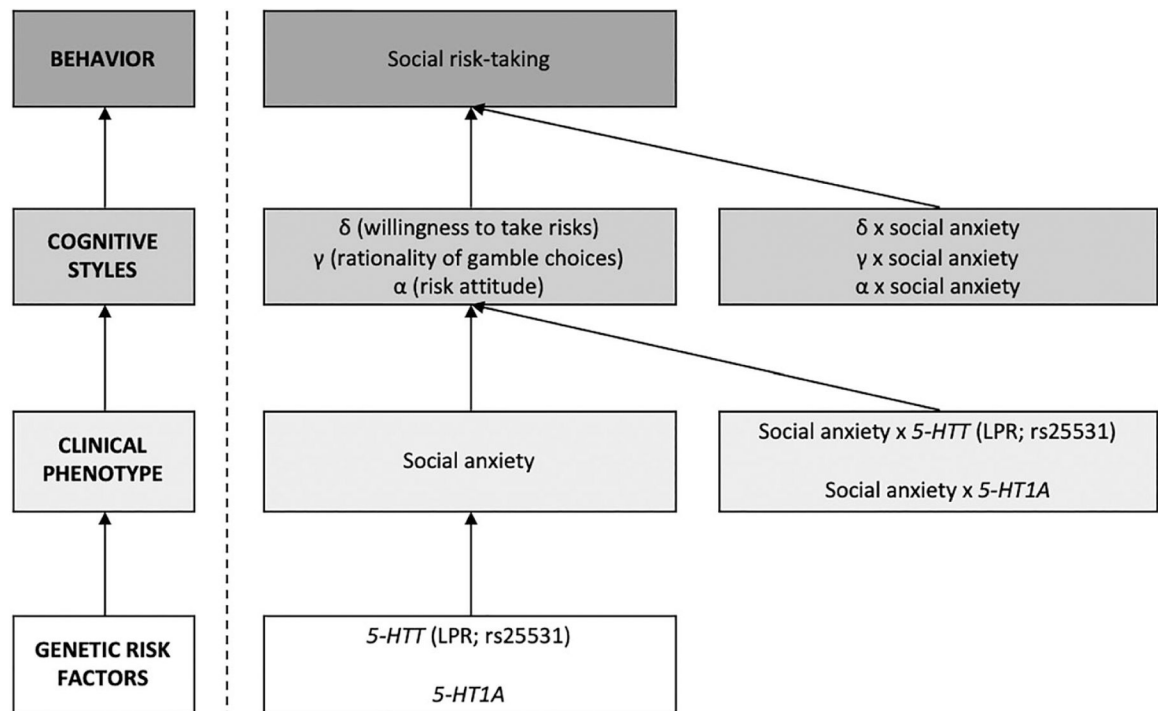 BEHAVIOR
Social risk-taking
COGNITIVE
STYLES
δ (willingness to take risks)
γ (rationality of gamble choices)
α (risk attitude)
δ x social anxiety
γ x social anxiety
α x social anxiety
CLINICAL
PHENOTYPE
Social anxiety
Social anxiety x 5-HTT (LPR; rs25531)
Social anxiety x 5-HT1A
GENETIC RISK
FACTORS
5-HTT (LPR; rs25531)
5-HT1A